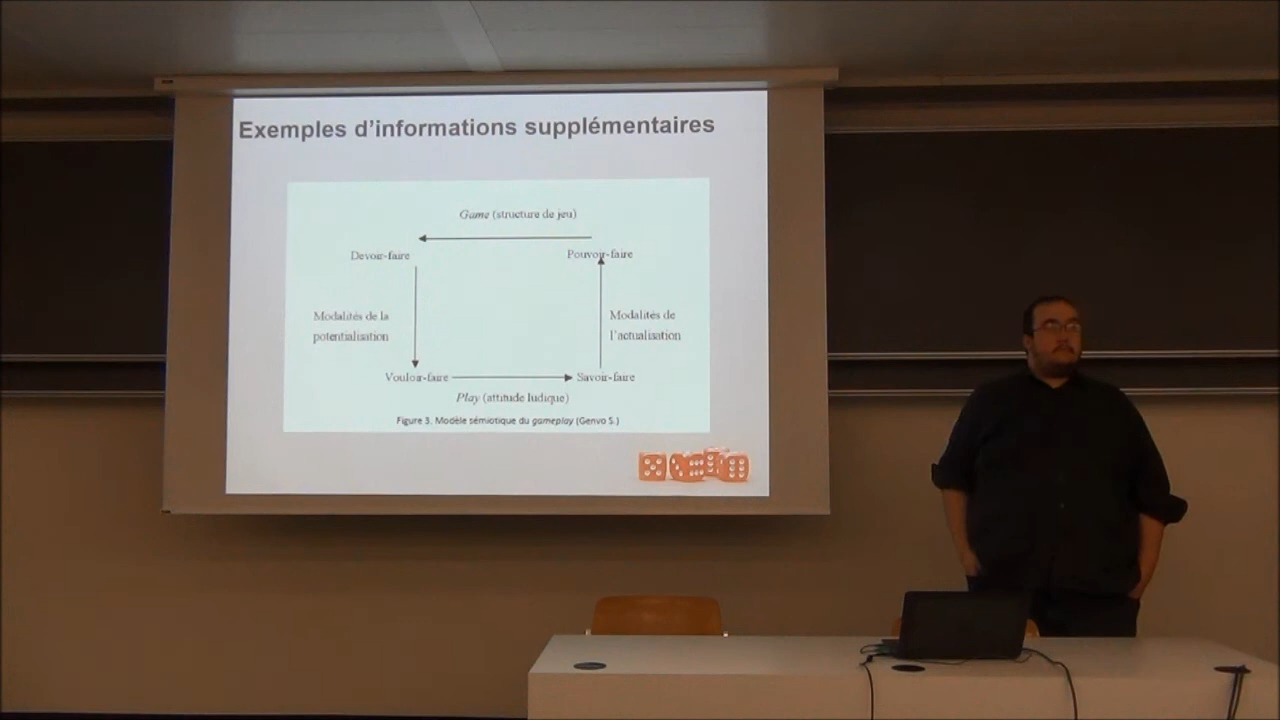 Exemples d’informations supplémentaires
Game (structure de jeu)
Devoir-faire
Pouvoir-faire
Modalités de la
potentialisation
Modalités de
l’actualisation
Vouloir-faire
Savoir-faire
Play (attitude ludique)
Figure 3. Modèle sémiotique du gameplay (Genvo S.)